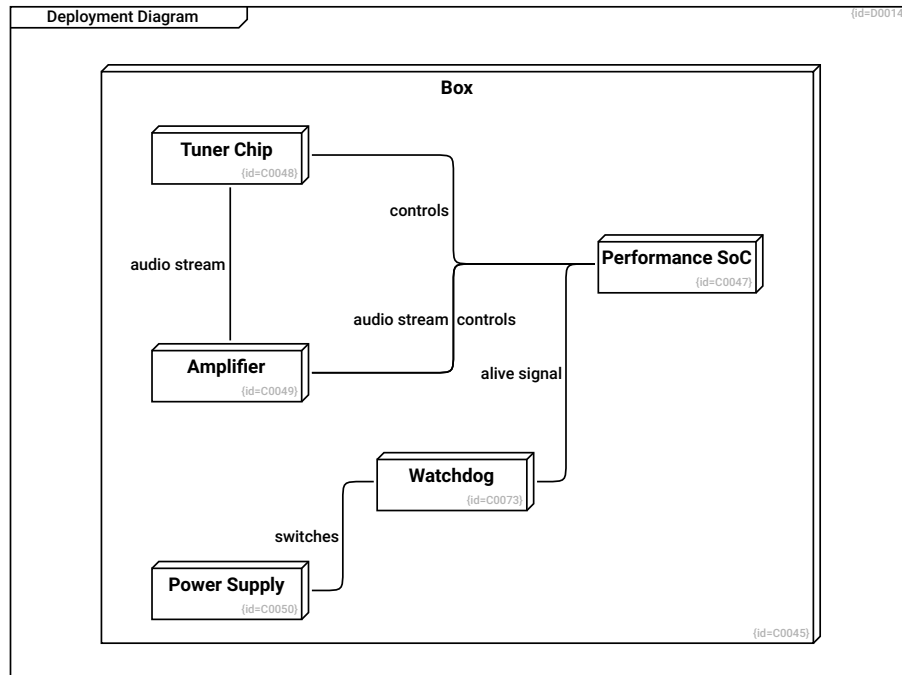 Deployment Diagram
{id=D0014
Box
Tuner Chip
{id=C0048}
controls
audio stream
Performance SoC
{id=C0047}
audio stream
controls
Amplifier
{id=C0049}
alive signal
Watchdog
{id=C0073}
switches
Power Supply
{id=C0050}
{id=C0045}